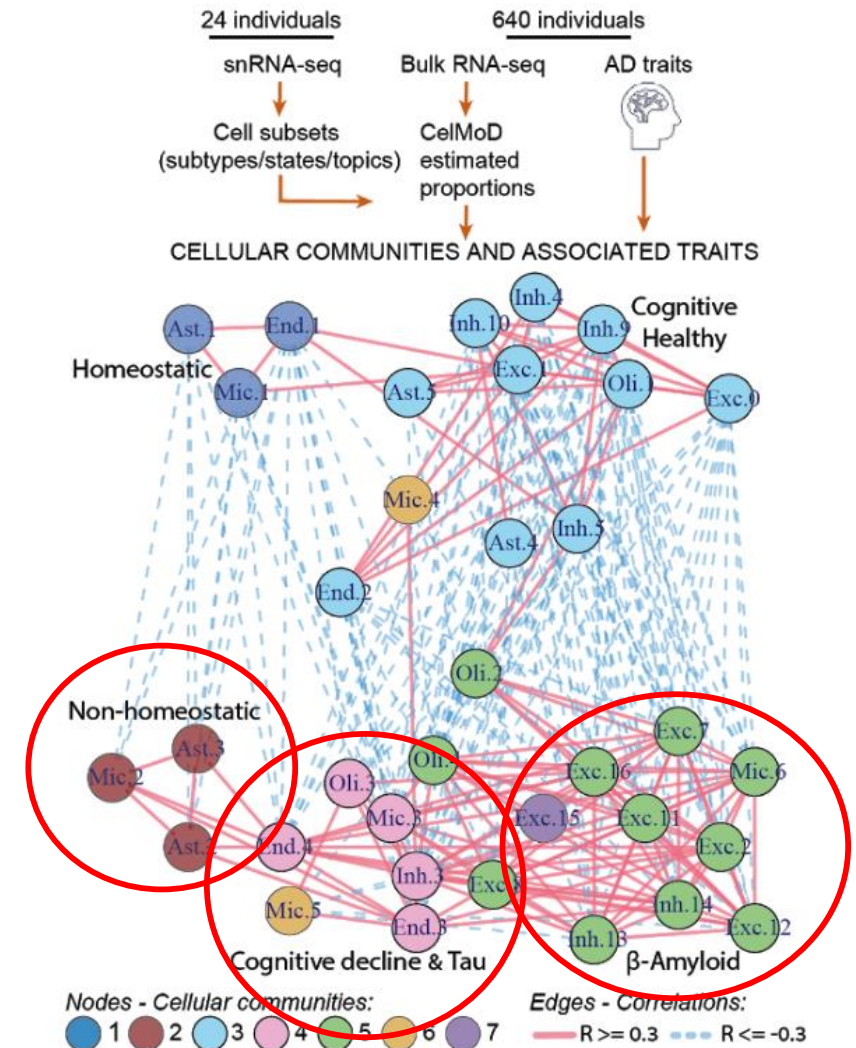 24 individuals
640 individuals
snRNA-seq
Bulk RNA-seq
AD traits
Cell subsets
(subtypes/states/topics)
CelMoD
estimated
proportions
CELLULAR COMMUNITIES AND ASSOCIATED TRAITS
Inh.4
Ast.1
End.1
Inh.10
Inh.9
Cognitive
Healthy
Homeostatic
Exc.1
Mic.1
Ast.5
Oli.1
Exc.0
Mic.4
Ast.4
Inh.5
End.2
Oli.2
Non-homeostatic
Exc.7
Ast.3
Mic.2
Oli.
Exc.16
Mic.6
Oli.3
Mic.3
Exc.15
Exc.11
Ast.
End.4
Exc.2
Inh.3
Exc.
Mic.5
Inh.14
End.3
Exc.12
Inh.13
Cognitive decline & Tau
β-Amyloid
Nodes - Cellular communities:
Edges - Correlations:
1 2 3 4 5 6 7
R >= 0.3 R <= -0.3